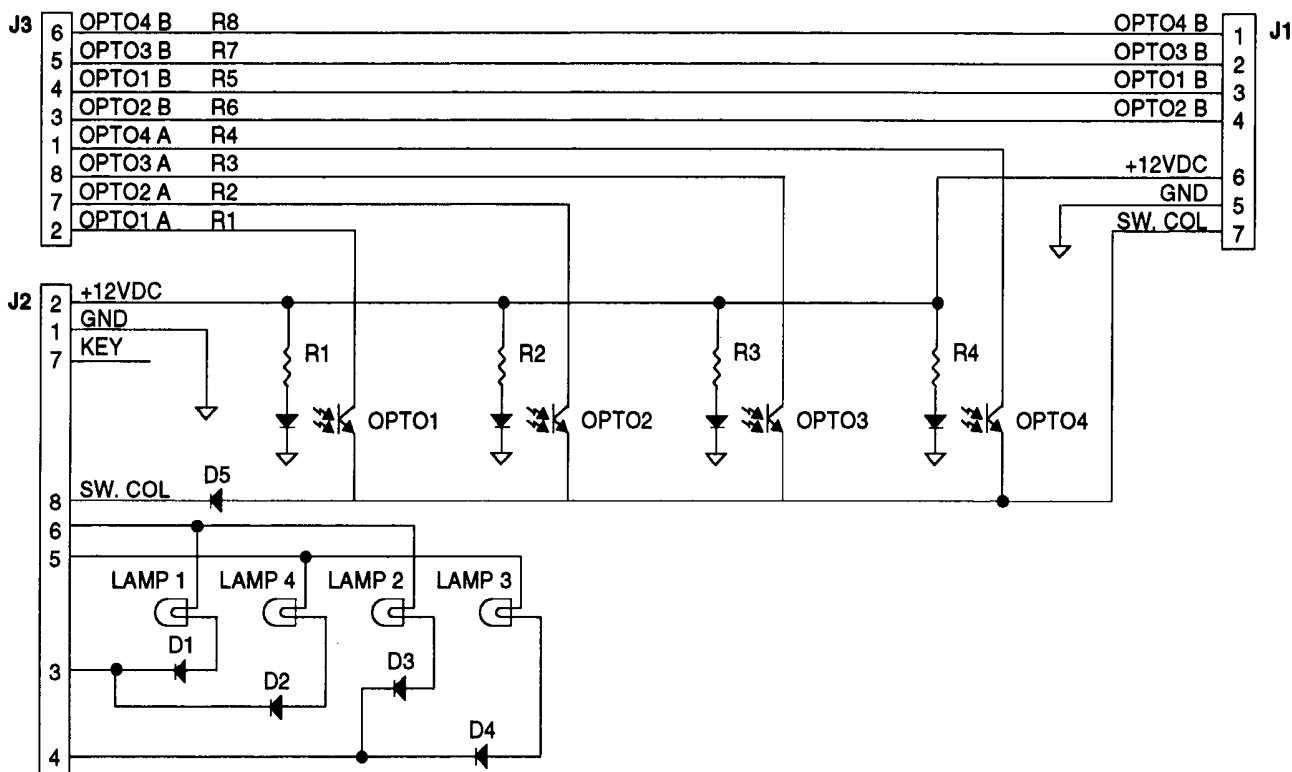 J3 6 OPTO4 B R8 OPTO4 B 1 J1
5 OPTO3 B R7 OPTO3 B 2
4 OPTO1 B R5 OPTO1 B 3
3 OPTO2 B R6 OPTO2 B 4
1 OPTO4 A R4
8 OPTO3 A R3 +12VDC 6
7 OPTO2 A R2 GND 5
2 OPTO1 A R1 SW. COL 7
J2 2 +12VDC
1 GND
7 KEY
R1 R2 R3 R4
OPTO1 OPTO2 OPTO3 OPTO4
8 SW. COL D5
6
5
LAMP 1 LAMP 4 LAMP 2 LAMP 3
3 D1
D2 D3
4 D4